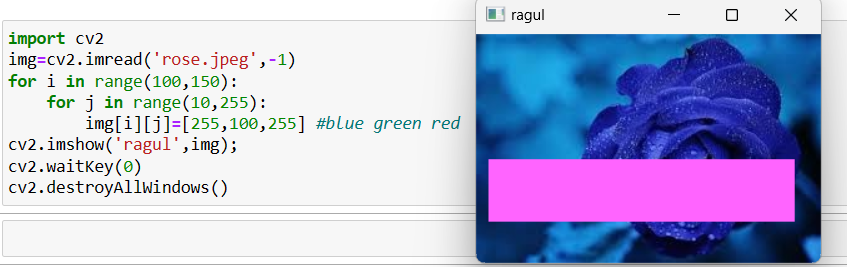 import cv2
img=cv2.imread('rose.jpeg',-1)
for i in range(100,150):
    for j in range(10,255):
        img[i][j]=[255,100,255] #blue green red
cv2.imshow('ragul',img);
cv2.waitKey(0)
cv2.destroyAllWindows()
ragul